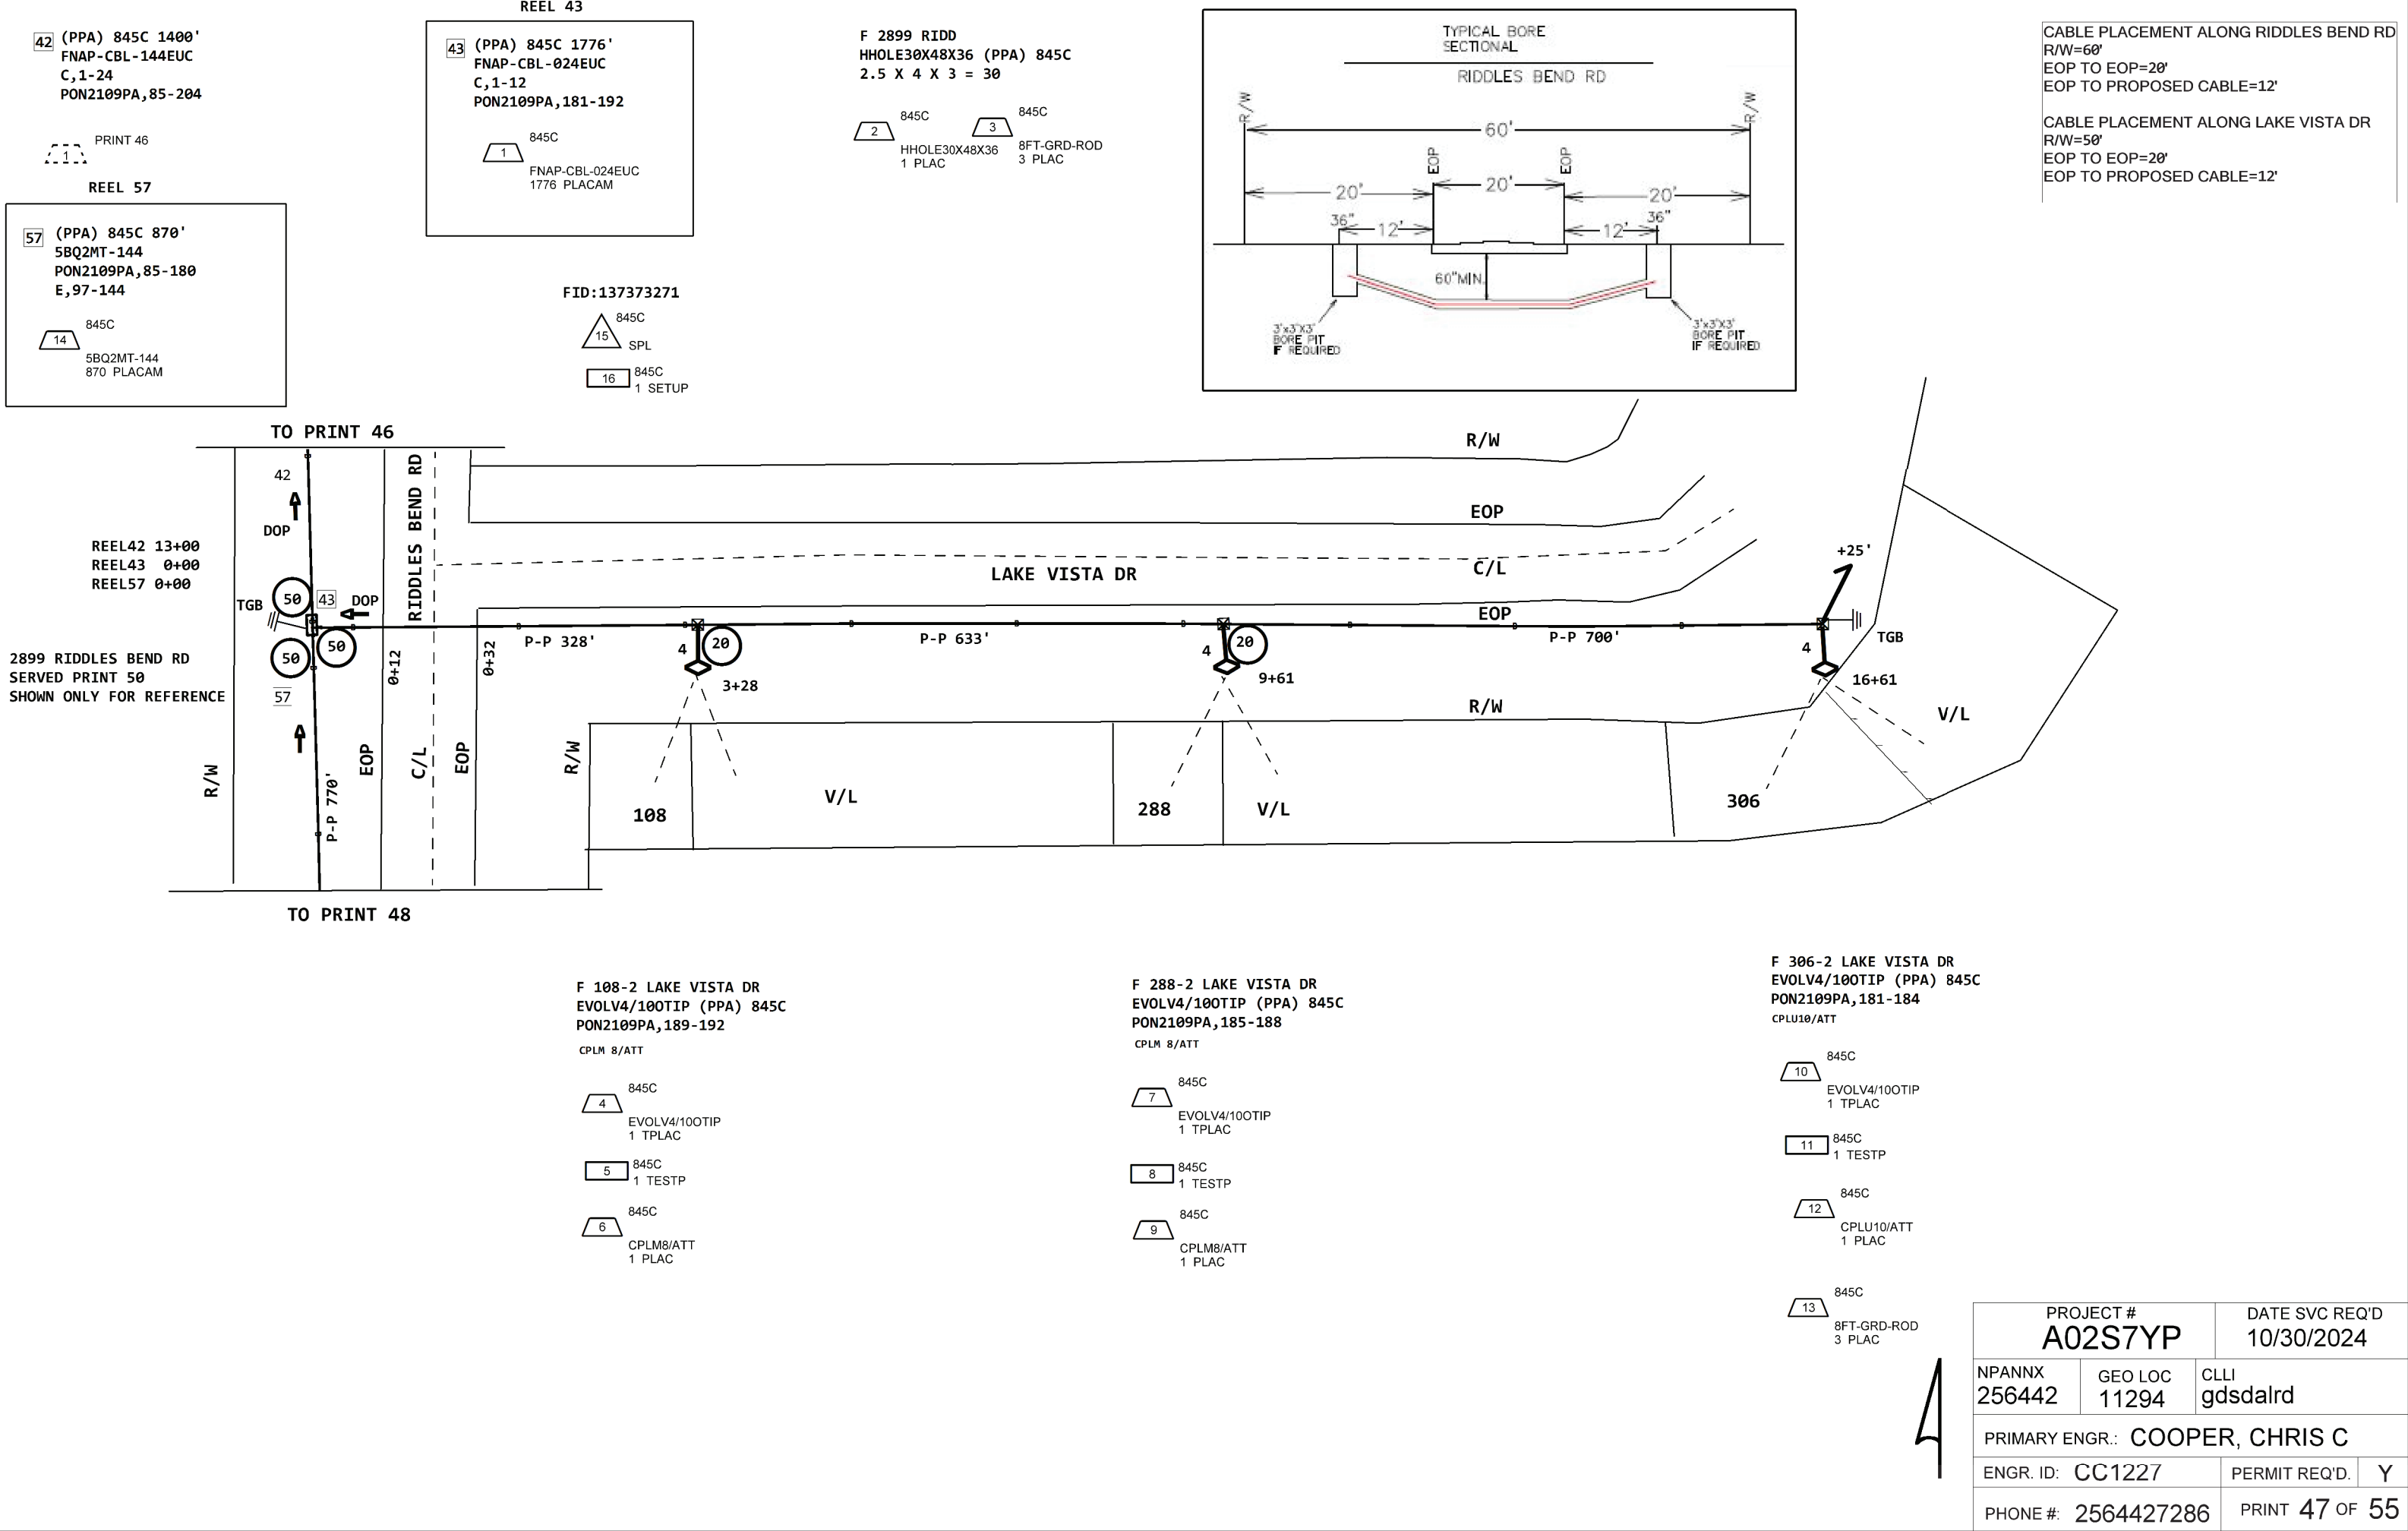 42
(PPA) 845C 1400'
FNAP-CBL-144EUC
C,1-24
PON2109PA,85-204
1
PRINT 46
REEL 57
57
(PPA) 845C 870'
5BQ2MT-144
PON2109PA,85-180
E,97-144
14
845C
5BQ2MT-144
870 PLACAM
REEL 43
43
(PPA) 845C 1776'
FNAP-CBL-024EUC
C,1-12
PON2109PA,181-192
1
845C
FNAP-CBL-024EUC
1776 PLACAM
F 2899 RIDD
HHOLE30X48X36 (PPA) 845C
2.5 X 4 X 3 = 30
2
845C
HHOLE30X48X36
1 PLAC
3
845C
8FT-GRD-ROD
3 PLAC
FID:137373271
15
845C
SPL
16
845C
1 SETUP
TYPICAL BORE
SECTIONAL
RIDDLES BEND RD
R/W
R/W
60'
EOP
EOP
20'
20'
20'
36"
12'
12'
36"
60"MIN.
3'x3'X3'
BORE PIT
IF REQUIRED
3'x3'X3'
BORE PIT
IF REQUIRED
CABLE PLACEMENT ALONG RIDDLES BEND RD
R/W=60'
EOP TO EOP=20'
EOP TO PROPOSED CABLE=12'
CABLE PLACEMENT ALONG LAKE VISTA DR
R/W=50'
EOP TO EOP=20'
EOP TO PROPOSED CABLE=12'
TO PRINT 46
42
DOP
RIDDLES BEND RD
R/W
EOP
C/L
LAKE VISTA DR
EOP
+25'
REEL42 13+00
REEL43 0+00
REEL57 0+00
TGB
50
43
DOP
50
50
57
2899 RIDDLES BEND RD
SERVED PRINT 50
SHOWN ONLY FOR REFERENCE
0+12
0+32
P-P 328'
4
20
3+28
P-P 633'
4
20
9+61
P-P 700'
4
TGB
16+61
R/W
V/L
R/W
P-P 770'
EOP
C/L
EOP
R/W
108
V/L
288
V/L
306
TO PRINT 48
F 108-2 LAKE VISTA DR
EVOLV4/10OTIP (PPA) 845C
PON2109PA,189-192
CPLM 8/ATT
4
845C
EVOLV4/10OTIP
1 TPLAC
5
845C
1 TESTP
6
845C
CPLM8/ATT
1 PLAC
F 288-2 LAKE VISTA DR
EVOLV4/10OTIP (PPA) 845C
PON2109PA,185-188
CPLM 8/ATT
7
845C
EVOLV4/10OTIP
1 TPLAC
8
845C
1 TESTP
9
845C
CPLM8/ATT
1 PLAC
F 306-2 LAKE VISTA DR
EVOLV4/10OTIP (PPA) 845C
PON2109PA,181-184
CPLU10/ATT
10
845C
EVOLV4/10OTIP
1 TPLAC
11
845C
1 TESTP
12
845C
CPLU10/ATT
1 PLAC
13
845C
8FT-GRD-ROD
3 PLAC
PROJECT #
A02S7YP
DATE SVC REQ'D
10/30/2024
NPANNX
256442
GEO LOC
11294
CLLI
gdsdalrd
PRIMARY ENGR.: COOPER, CHRIS C
ENGR. ID: CC1227
PERMIT REQ'D. Y
PHONE #: 2564427286
PRINT 47 OF 55